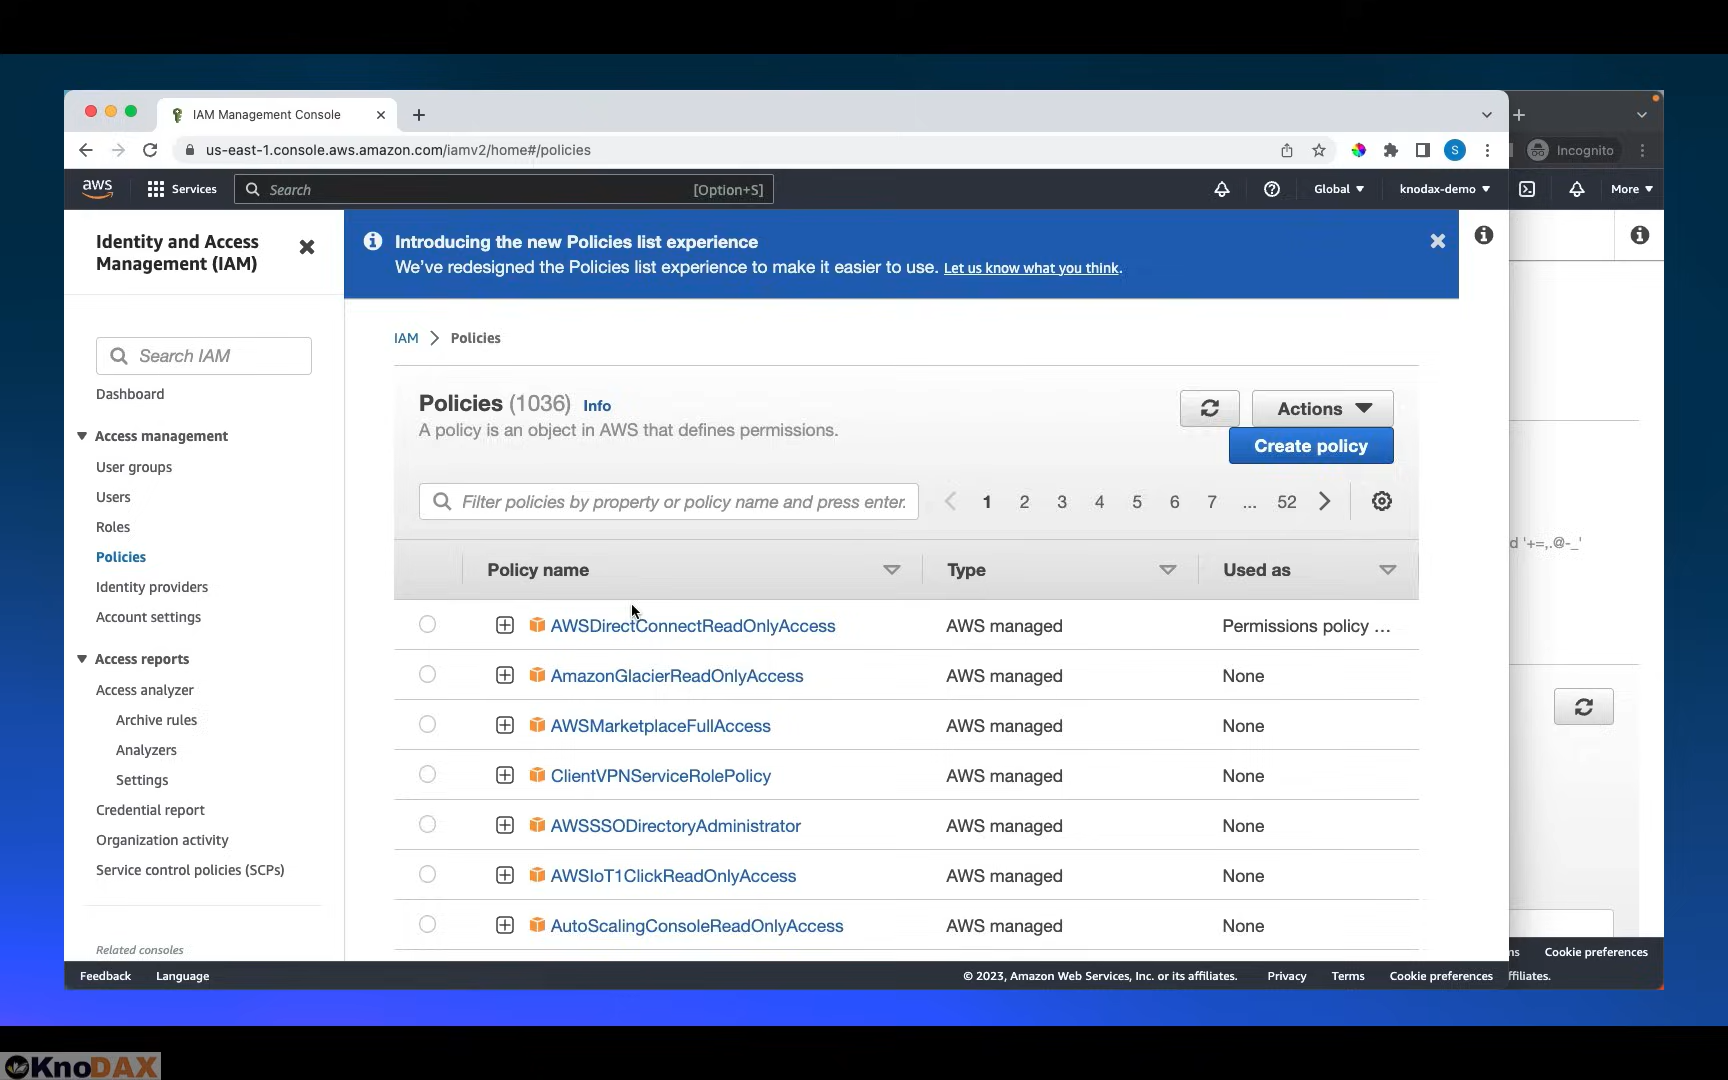 IAM Management Console
us-east-1.console.aws.amazon.com/iamv2/home#/policies
Incognito
aws
Services
Search
[Option+S]
Global
knodax-demo
More
Identity and Access
Management (IAM)
Introducing the new Policies list experience
We've redesigned the Policies list experience to make it easier to use. Let us know what you think.
Search IAM
Dashboard
Access management
User groups
Users
Roles
Policies
Identity providers
Account settings
Access reports
Access analyzer
Archive rules
Analyzers
Settings
Credential report
Organization activity
Service control policies (SCPs)
Related consoles
IAM > Policies
Policies (1036) Info
A policy is an object in AWS that defines permissions.
Actions
Create policy
Filter policies by property or policy name and press enter.
1 2 3 4 5 6 7 ... 52
Policy name Type Used as
AWSDirectConnectReadOnlyAccess AWS managed Permissions policy ...
AmazonGlacierReadOnlyAccess AWS managed None
AWSMarketplaceFullAccess AWS managed None
ClientVPNServiceRolePolicy AWS managed None
AWSSSODirectoryAdministrator AWS managed None
AWSIoT1ClickReadOnlyAccess AWS managed None
AutoScalingConsoleReadOnlyAccess AWS managed None
d '+=,.@-_'
ns Cookie preferences
Feedback Language © 2023, Amazon Web Services, Inc. or its affiliates. Privacy Terms Cookie preferences ffiliates.
S
KnoDAX